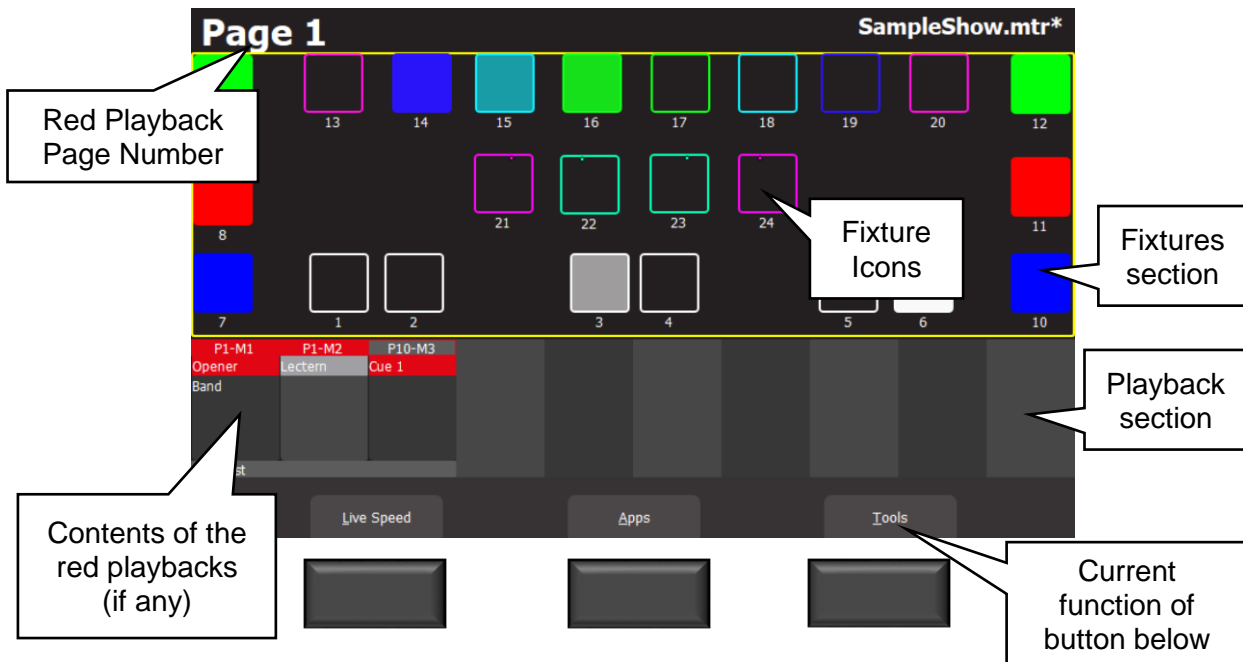 Page 1
SampleShow.mtr*
Red Playback
Page Number
13 14 15 16 17 18 19 20 12
8 21 22 23 24 11
Fixture
Icons
Fixtures
section
7 1 2 3 4 5 6 10
P1-M1 P1-M2 P10-M3
Opener Lectern Cue 1
Band
Playback
section
st
Contents of the
red playbacks
(if any)
Live Speed Apps Tools
Current
function of
button below